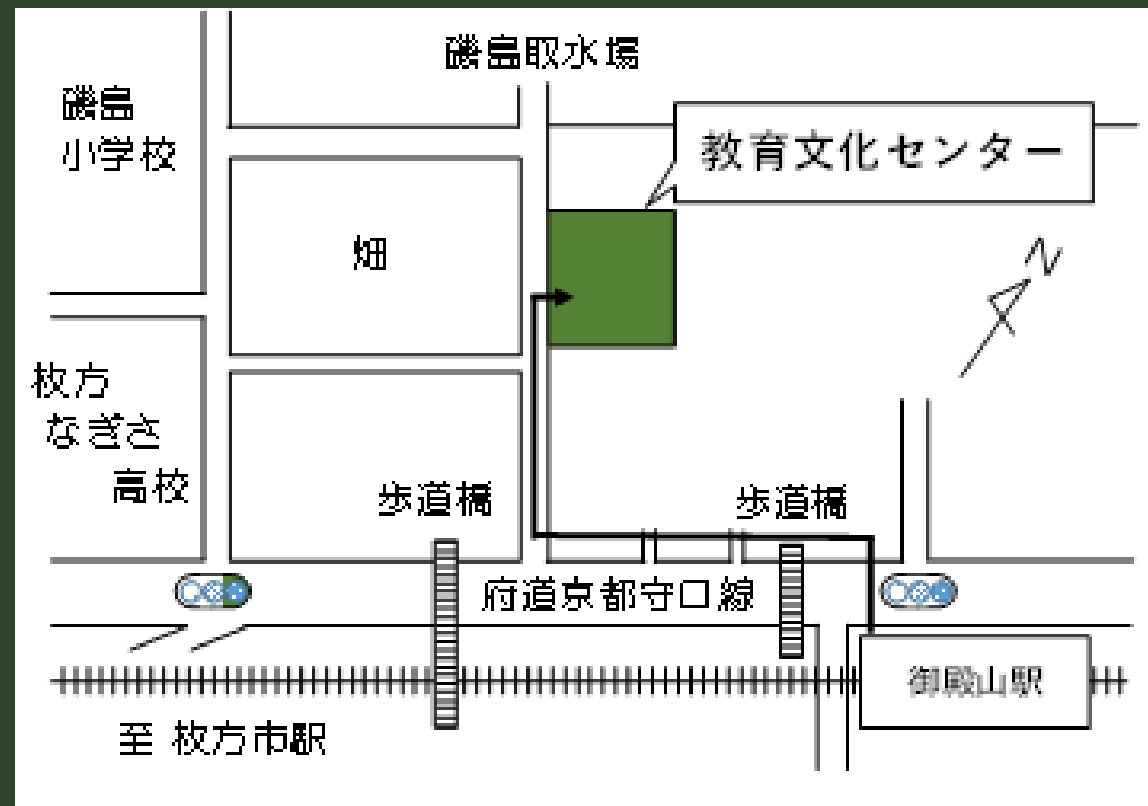 磯島取水場
磯島
小学校
教育文化センター
畑
N
枚方
なぎさ
高校
歩道橋
歩道橋
府道京都守口線
御殿山駅
至 枚方市駅